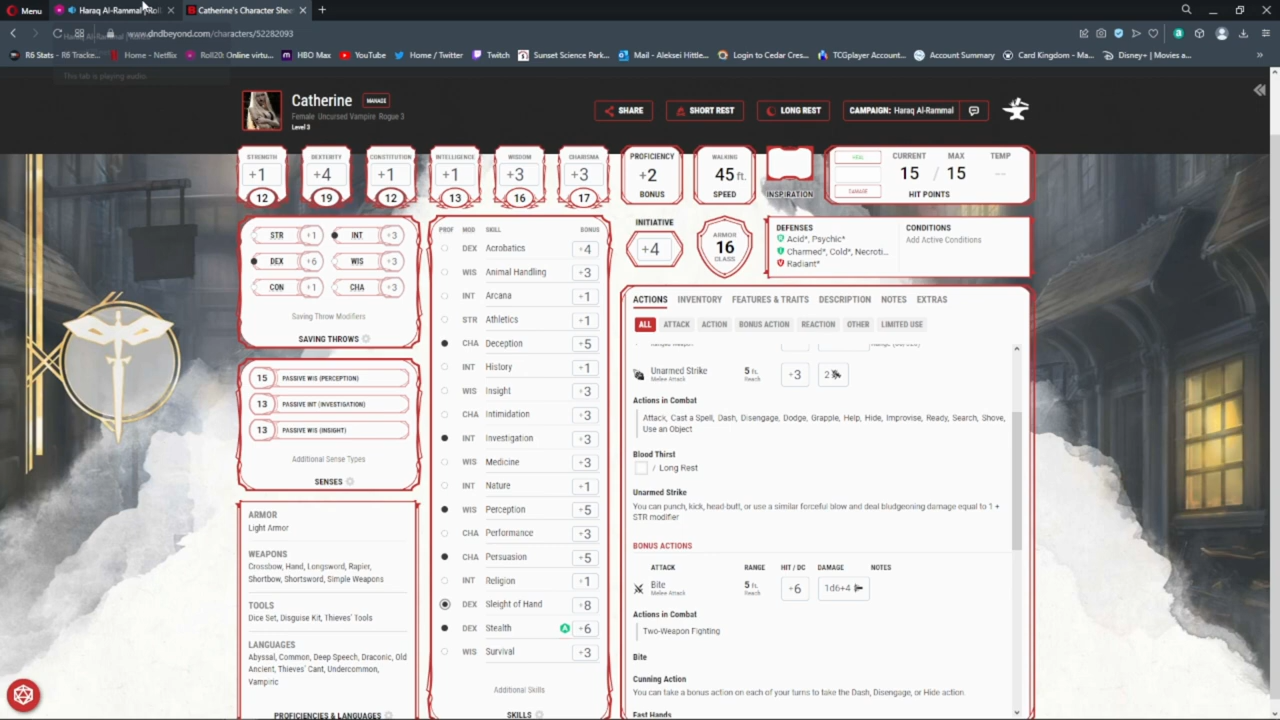 Menu
Haraq Al-Rammal | Roll
Catherine's Character Shee
www.dndbeyond.com/characters/52282093
R6 Stats - R6 Tracke...
Home - Netflix
Roll20: Online virtu...
HBO Max
YouTube
Home / Twitter
Twitch
Sunset Science Park...
Mail - Aleksei Hittle...
Login to Cedar Cres...
TCGplayer Account...
Account Summary
Card Kingdom - Ma...
Disney+ | Movies a...
This tab is playing audio.
Catherine
MANAGE
Female Uncursed Vampire Rogue 3
Level 3
SHARE
SHORT REST
LONG REST
CAMPAIGN: Haraq Al-Rammal
STRENGTH
+1
12
DEXTERITY
+4
19
CONSTITUTION
+1
12
INTELLIGENCE
+1
13
WISDOM
+3
16
CHARISMA
+3
17
PROFICIENCY
+2
BONUS
WALKING
45 ft.
SPEED
INSPIRATION
HEAL
DAMAGE
CURRENT
MAX
TEMP
15 / 15
--
HIT POINTS
STR +1
INT +3
DEX +6
WIS +3
CON +1
CHA +3
Saving Throw Modifiers
SAVING THROWS
15 PASSIVE WIS (PERCEPTION)
13 PASSIVE INT (INVESTIGATION)
13 PASSIVE WIS (INSIGHT)
Additional Sense Types
SENSES
ARMOR
Light Armor
WEAPONS
Crossbow, Hand, Longsword, Rapier,
Shortbow, Shortsword, Simple Weapons
TOOLS
Dice Set, Disguise Kit, Thieves' Tools
LANGUAGES
Abyssal, Common, Deep Speech, Draconic, Old
Ancient, Thieves' Cant, Undercommon,
Vampiric
PROFICIENCIES & LANGUAGES
PROF MOD SKILL BONUS
DEX Acrobatics +4
WIS Animal Handling +3
INT Arcana +1
STR Athletics +1
CHA Deception +5
INT History +1
WIS Insight +3
CHA Intimidation +3
INT Investigation +3
WIS Medicine +3
INT Nature +1
WIS Perception +5
CHA Performance +3
CHA Persuasion +5
INT Religion +1
DEX Sleight of Hand +8
DEX Stealth A +6
WIS Survival +3
Additional Skills
SKILLS
INITIATIVE
+4
ARMOR
16
CLASS
DEFENSES
Acid*, Psychic*
Charmed*, Cold*, Necroti...
Radiant*
CONDITIONS
Add Active Conditions
ACTIONS INVENTORY FEATURES & TRAITS DESCRIPTION NOTES EXTRAS
ALL ATTACK ACTION BONUS ACTION REACTION OTHER LIMITED USE
Unarmed Strike
Melee Attack
5 ft.
Reach
+3
2
Actions in Combat
Attack, Cast a Spell, Dash, Disengage, Dodge, Grapple, Help, Hide, Improvise, Ready, Search, Shove,
Use an Object
Blood Thirst
/ Long Rest
Unarmed Strike
You can punch, kick, head-butt, or use a similar forceful blow and deal bludgeoning damage equal to 1 +
STR modifier
BONUS ACTIONS
ATTACK RANGE HIT / DC DAMAGE NOTES
Bite
Melee Attack
5 ft.
Reach
+6
1d6+4
Actions in Combat
Two-Weapon Fighting
Bite
Cunning Action
You can take a bonus action on each of your turns to take the Dash, Disengage, or Hide action.
Fast Hands